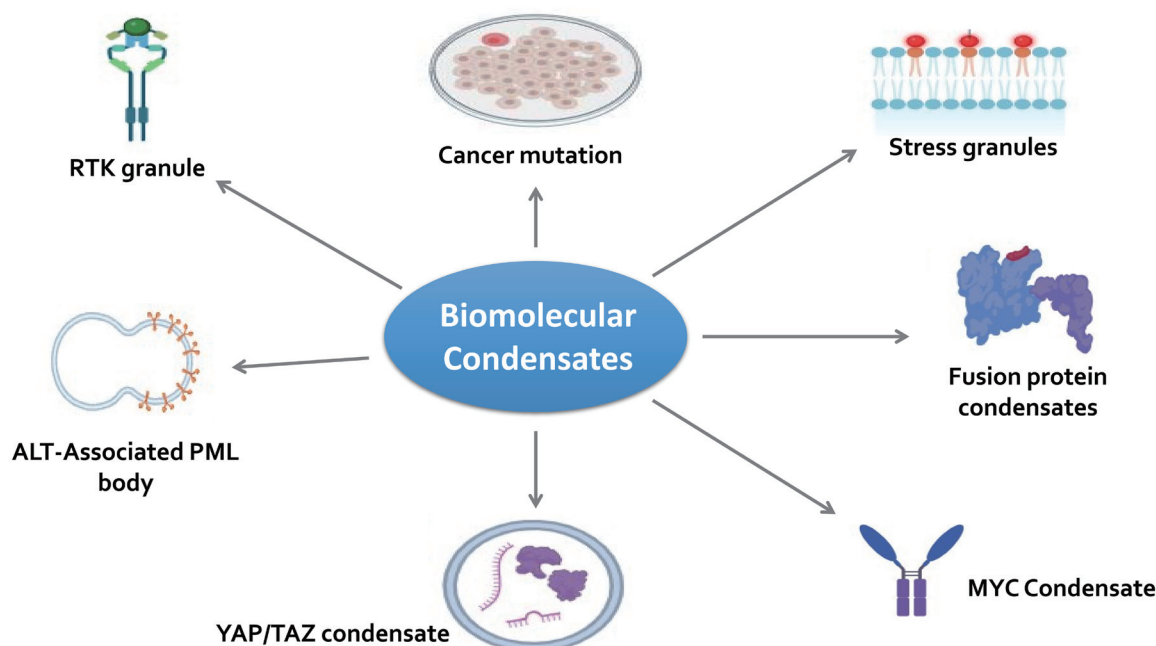 RTK granule
Cancer mutation
Stress granules
Biomolecular
Condensates
Fusion protein
condensates
ALT-Associated PML
body
YAP/TAZ condensate
MYC Condensate